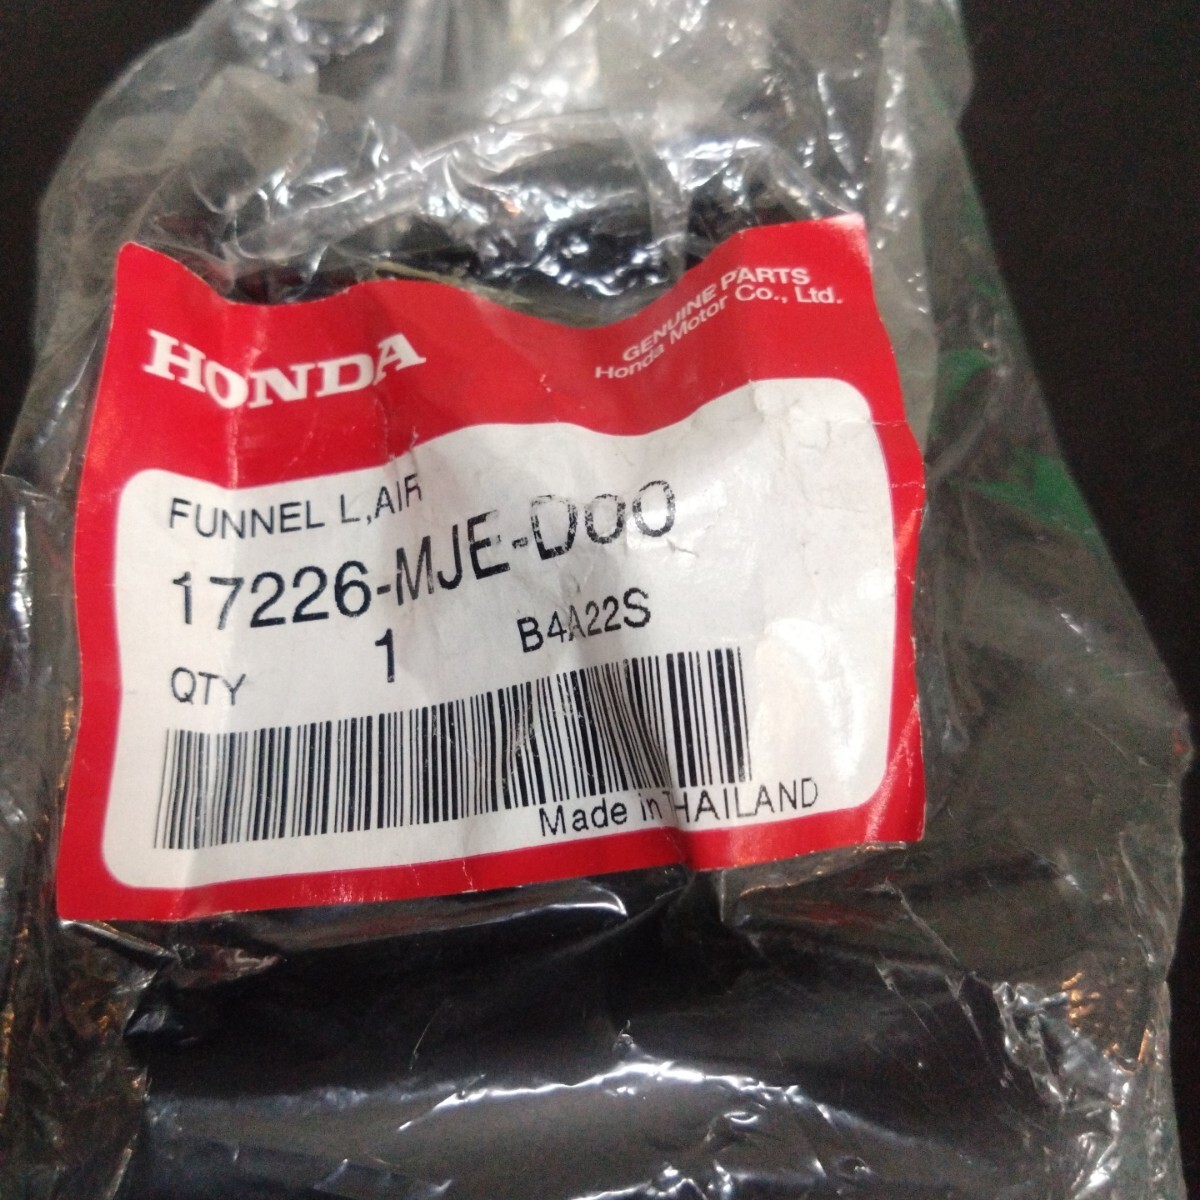 HONDA
GENUINE PARTS
Honda Motor Co., Ltd.
FUNNEL L,AIR
17226-MJE-D00
QTY 1 B4A22S
Made in THAILAND